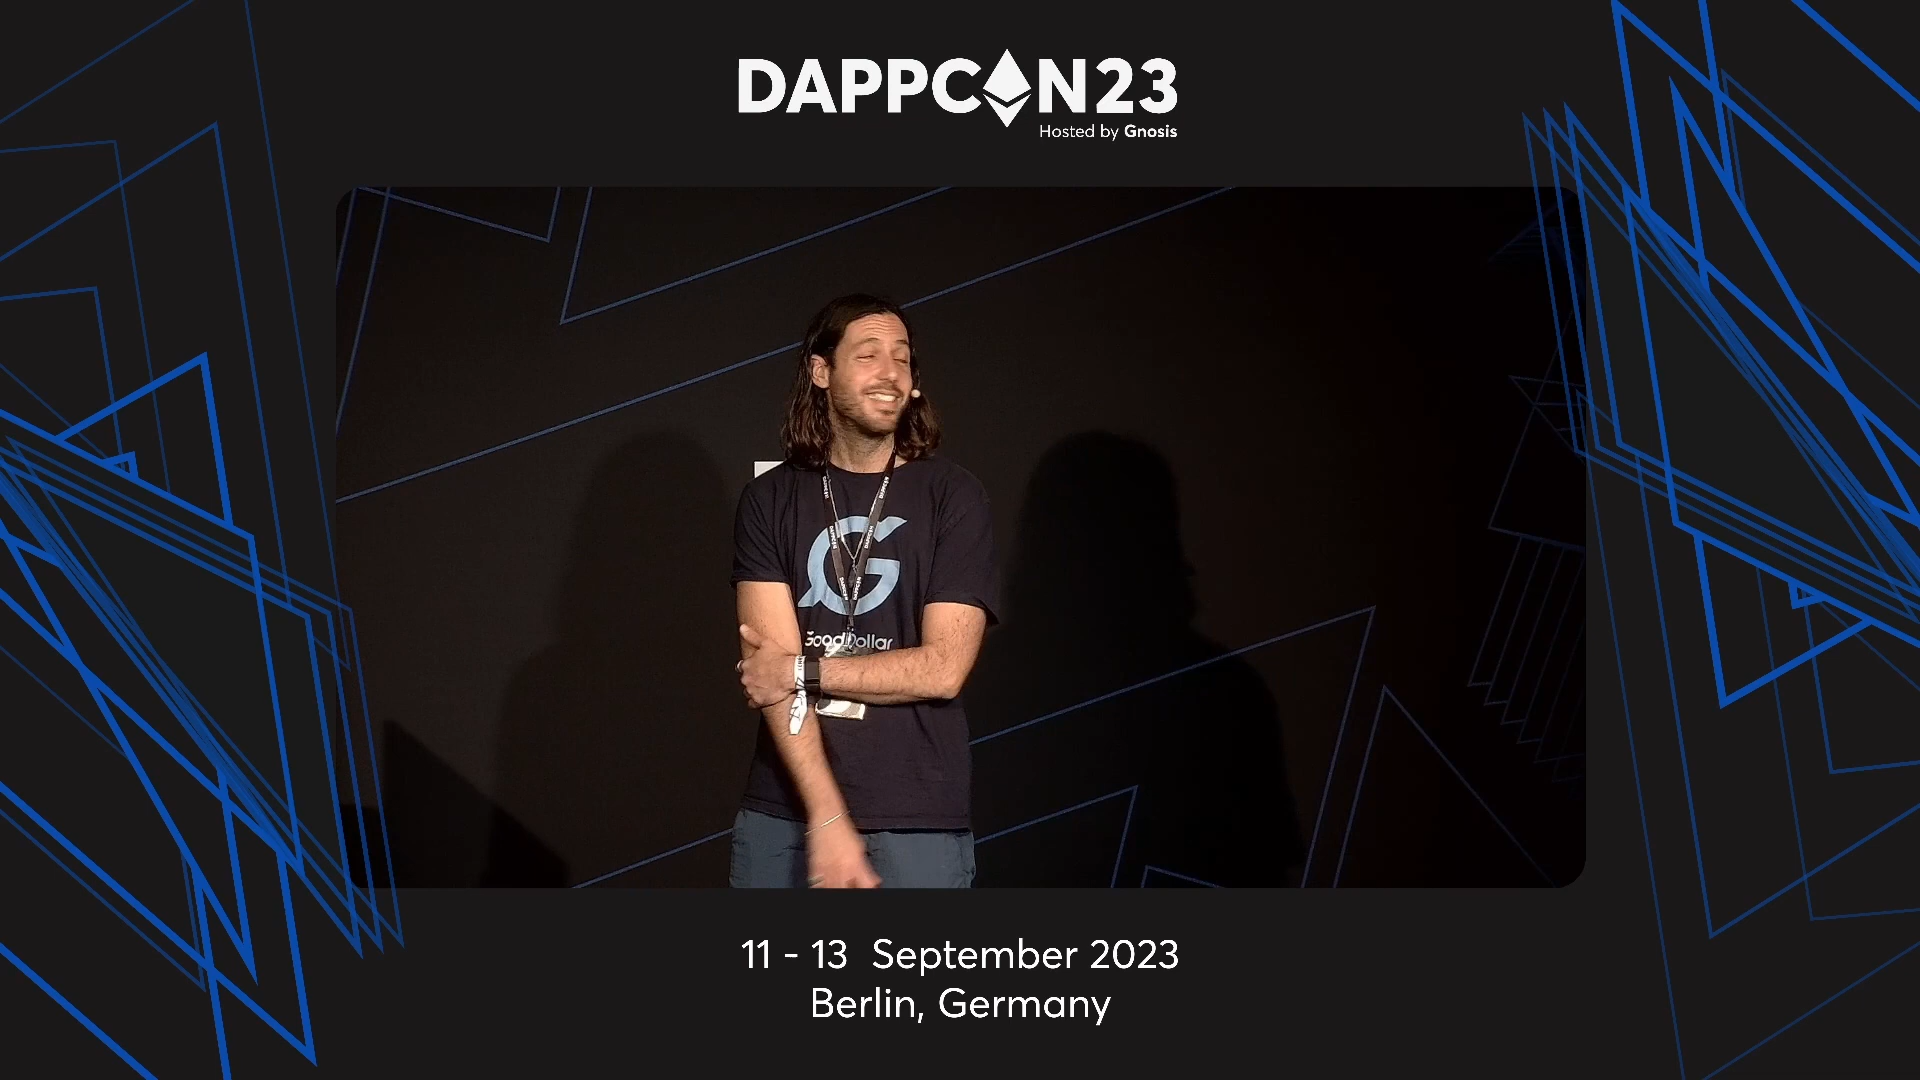 DAPPCON23
Hosted by Gnosis
GoodDollar
11 - 13 September 2023
Berlin, Germany